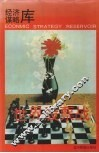 经济
谋略库
ECONOMIC STRATEGY RESERVOIR